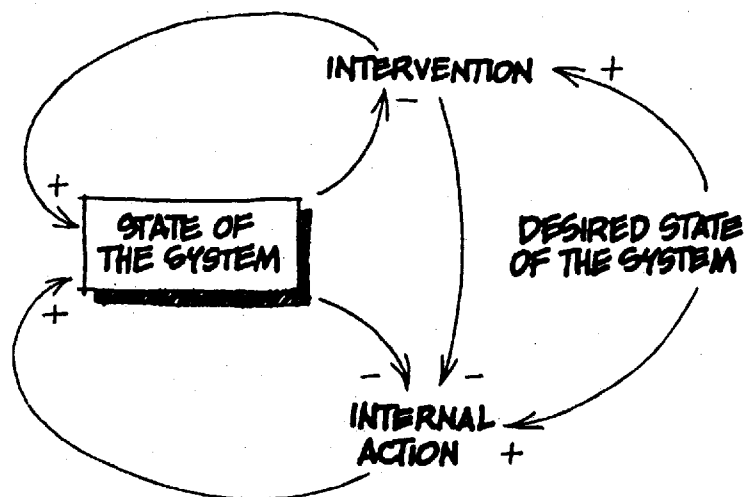 INTERVENTION
+
−
+
STATE OF
THE SYSTEM
DESIRED STATE
OF THE SYSTEM
+
−
−
INTERNAL
ACTION
+